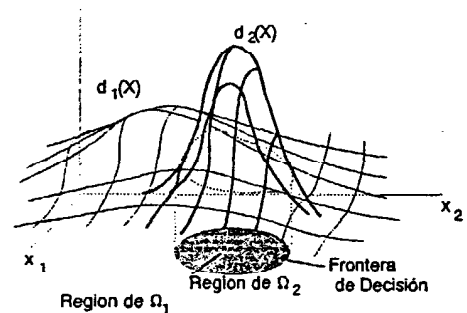 d₂(X)
d₁(X)
x₂
x₁
Frontera
de Decisión
Region de Ω₂
Region de Ω₁